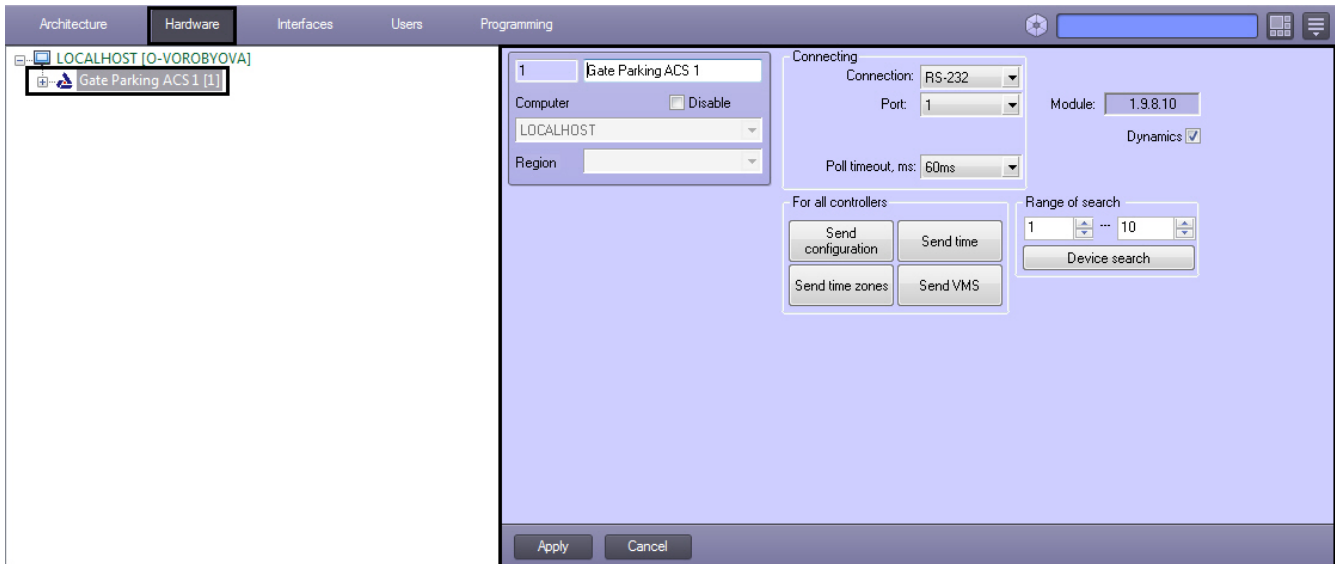 Architecture Hardware Interfaces Users Programming
LOCALHOST [O-VOROBYOVA]
Gate Parking ACS 1 [1]
1 Gate Parking ACS 1
Computer Disable
LOCALHOST
Region
Connecting
Connection: RS-232
Port: 1
Poll timeout, ms: 60ms
Module: 1.9.8.10
Dynamics
For all controllers
Send
configuration
Send time
Send time zones
Send VMS
Range of search
1 ... 10
Device search
Apply Cancel